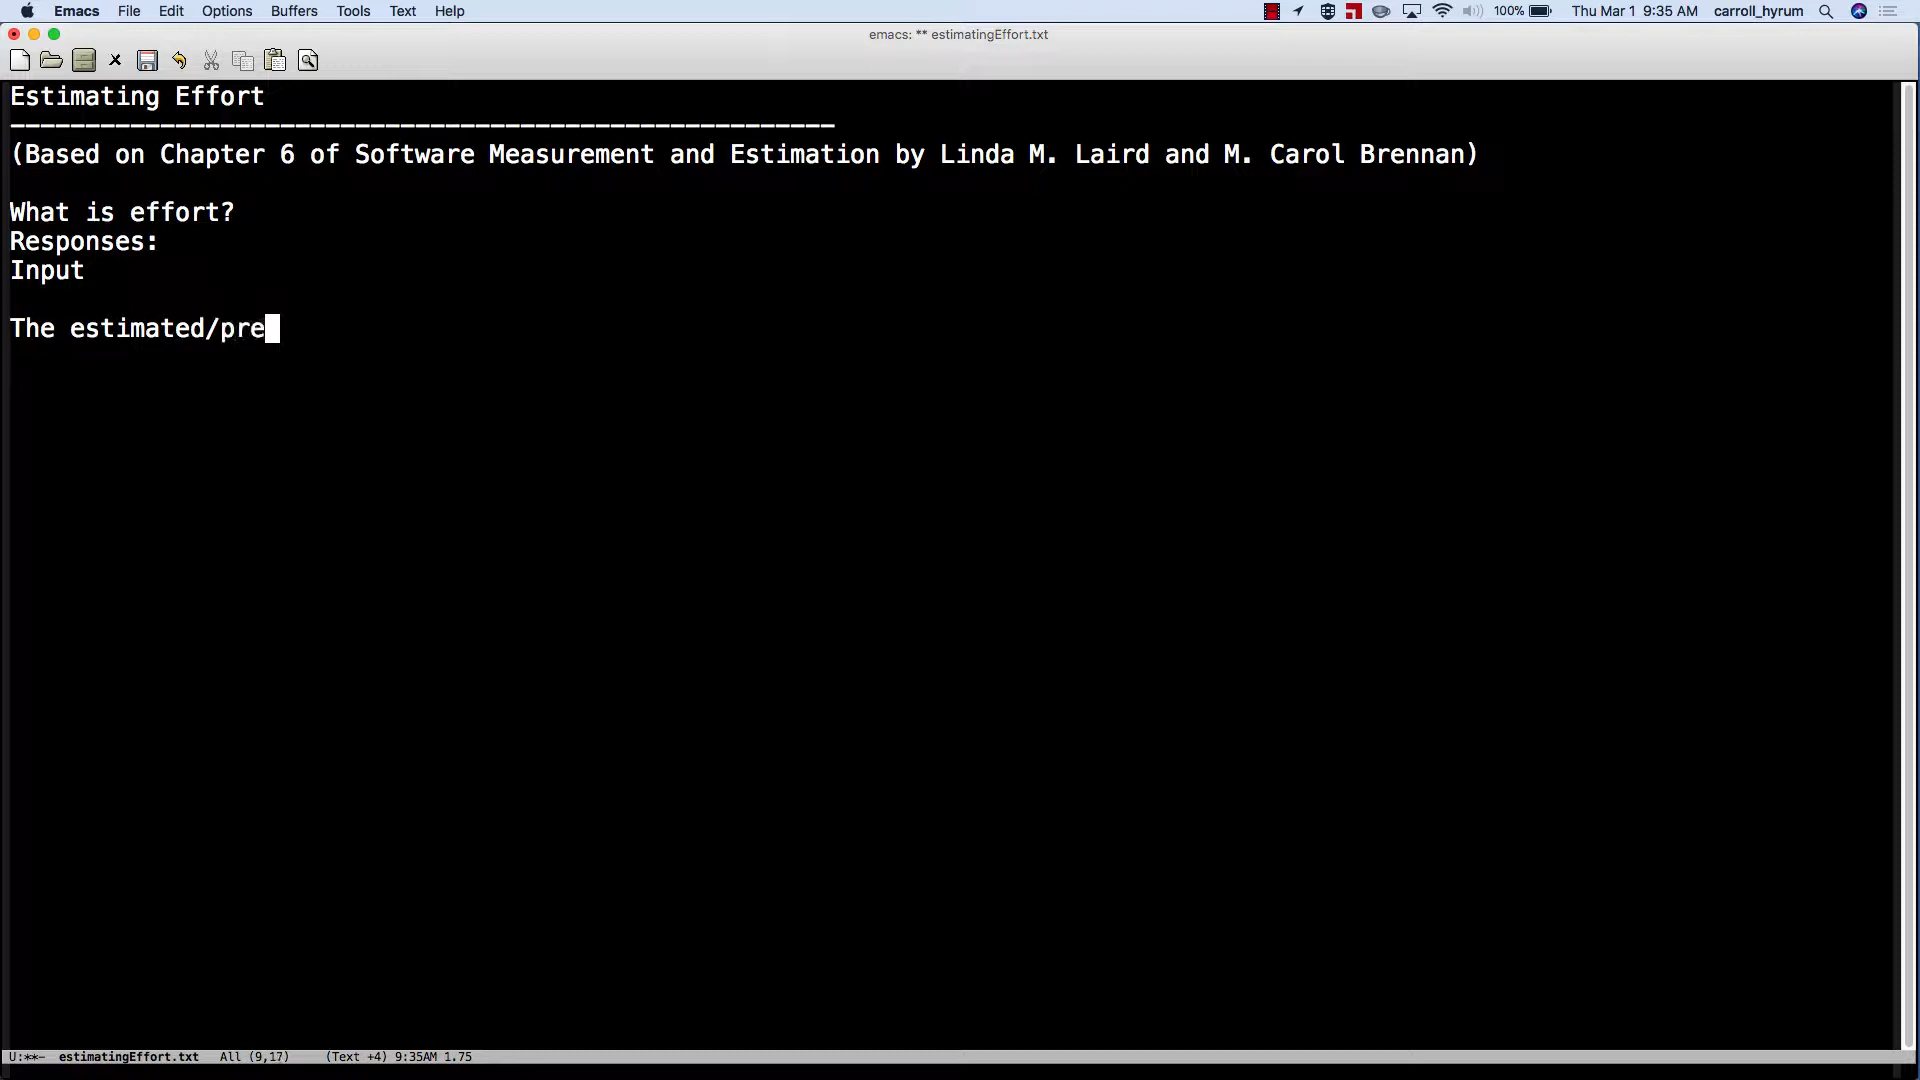 Emacs File Edit Options Buffers Tools Text Help 100% Thu Mar 1 9:35 AM carroll_hyrum
emacs: ** estimatingEffort.txt
Estimating Effort
-------------------------------------------------------
(Based on Chapter 6 of Software Measurement and Estimation by Linda M. Laird and M. Carol Brennan)
What is effort?
Responses:
Input
The estimated/pre
U:**- estimatingEffort.txt All (9,17) (Text +4) 9:35AM 1.75